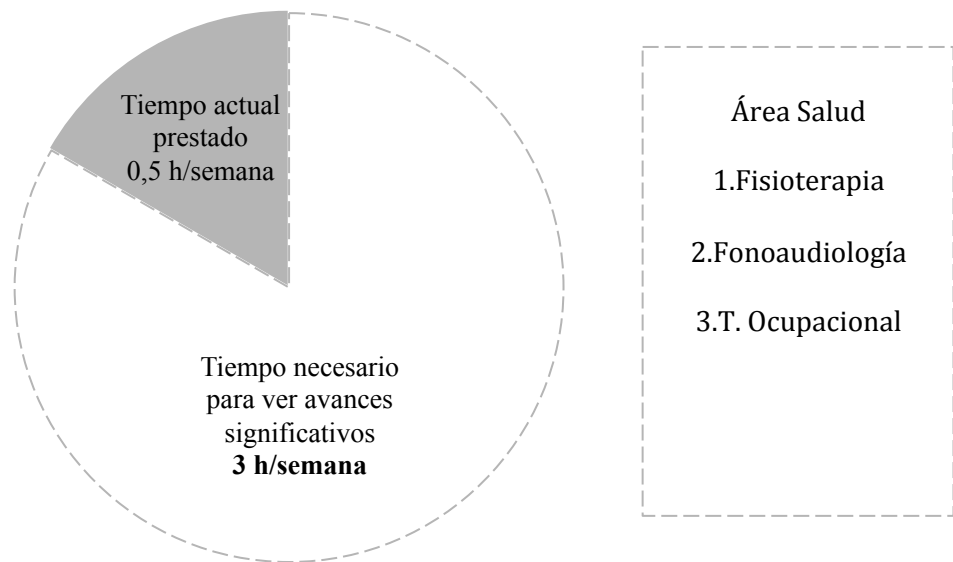 Tiempo actual
prestado
0,5 h/semana
Tiempo necesario
para ver avances
significativos
3 h/semana
Área Salud
1.Fisioterapia
2.Fonoaudiología
3.T. Ocupacional